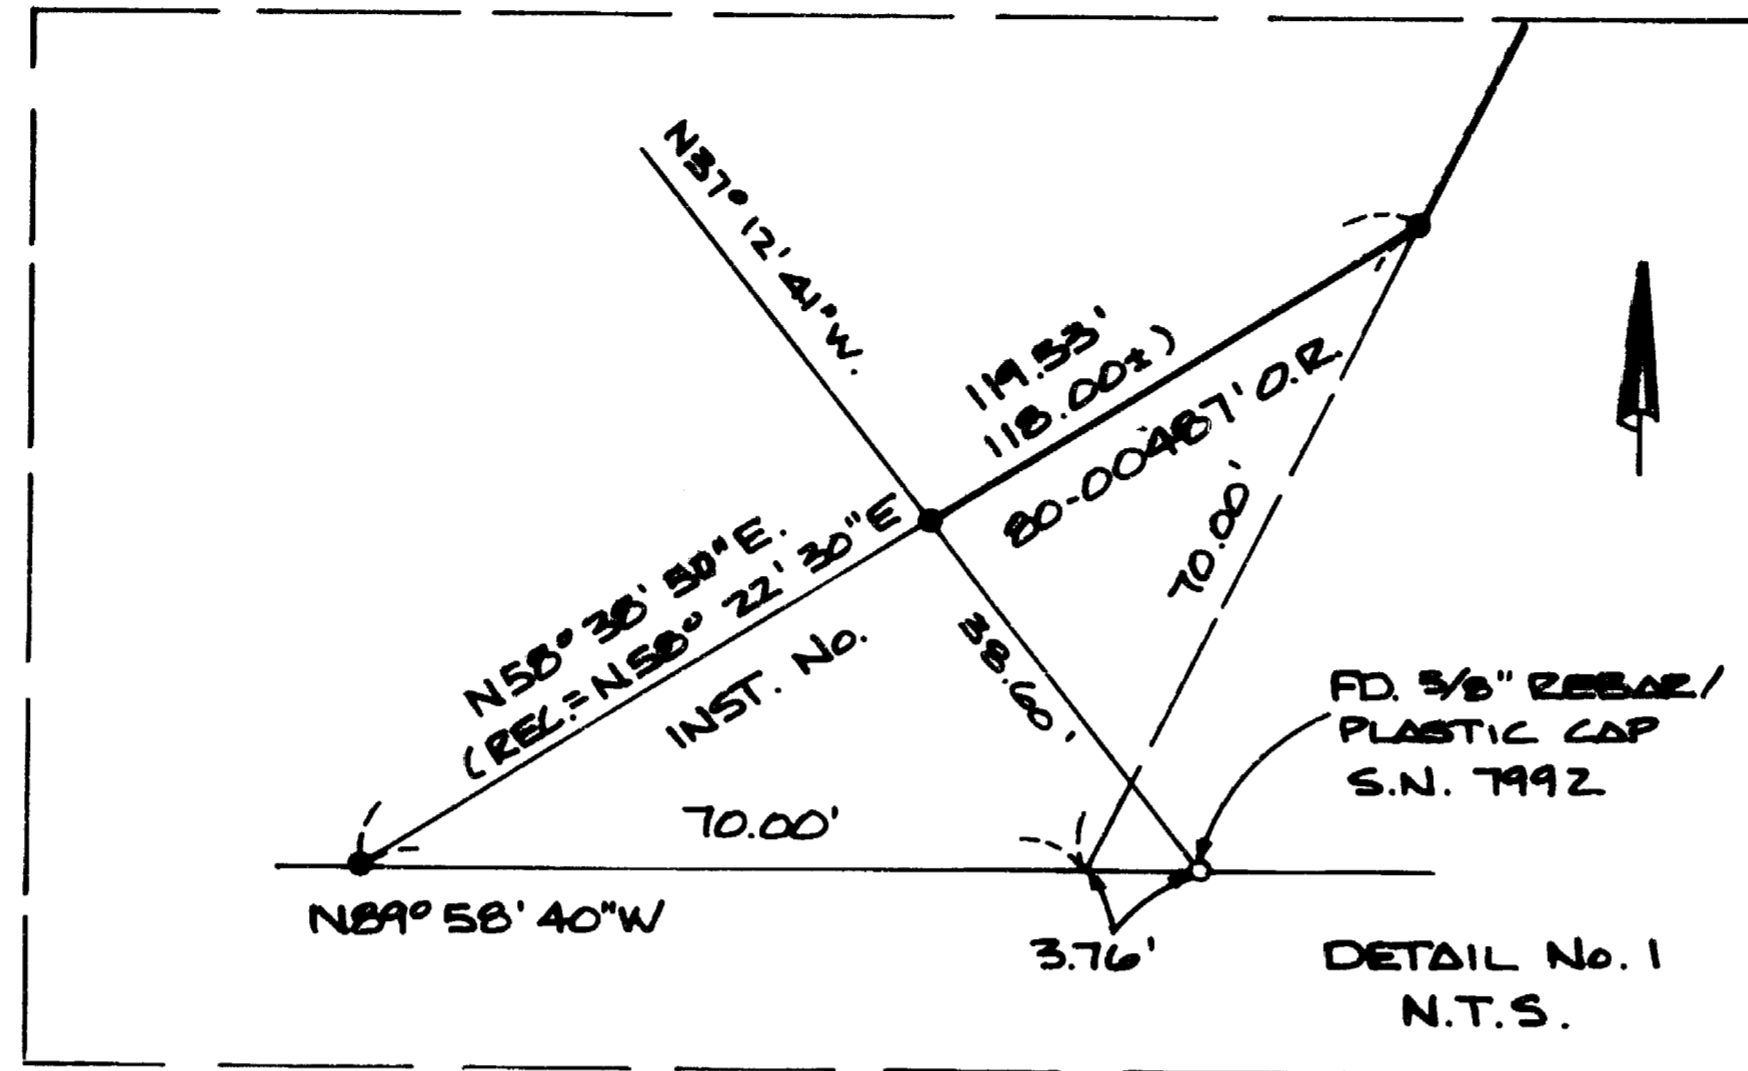 N37° 12' 41" W.
119.53'
118.00±)
80-00487' O.R.
70.00'
N58° 38' 50" E.
(REC.= N58° 22' 30" E
INST. No.
38.60'
FD. 5/8" REBAR/
PLASTIC CAP
S.N. 7992
70.00'
N89° 58' 40" W
3.76'
DETAIL No. 1
N.T.S.